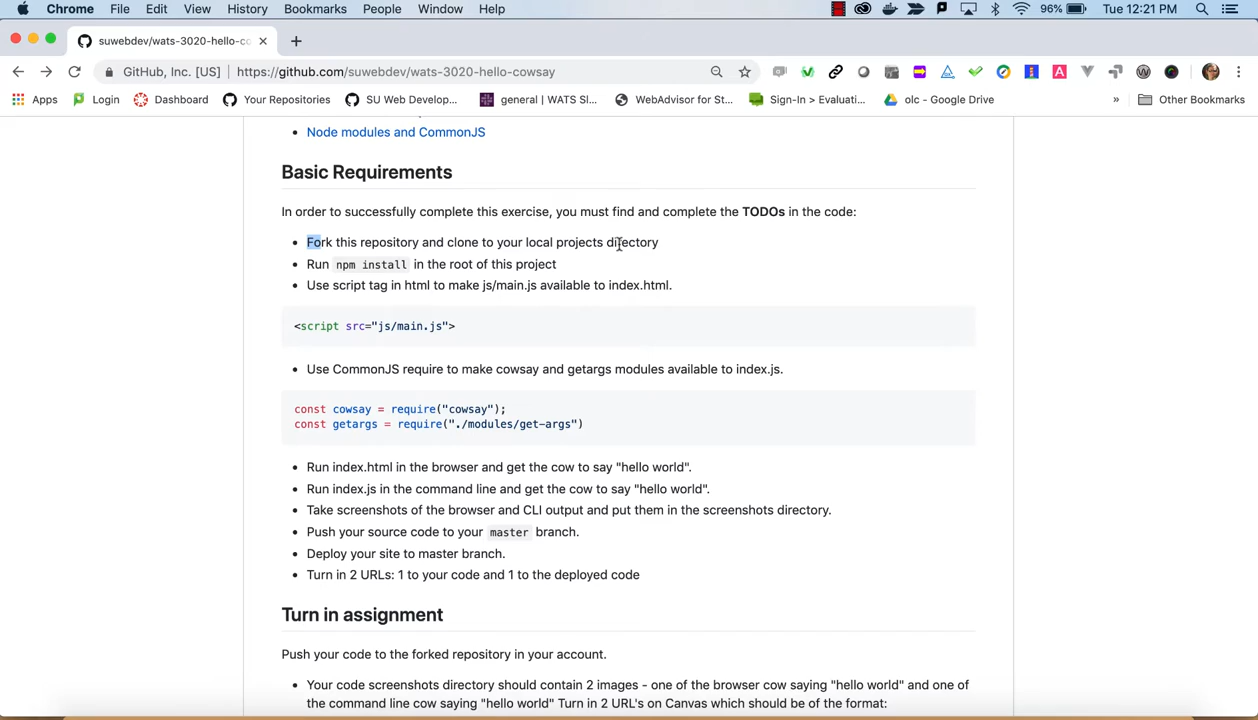 Chrome File Edit View History Bookmarks People Window Help 96% Tue 12:21 PM
suwebdev/wats-3020-hello-co
GitHub, Inc. [US] https://github.com/suwebdev/wats-3020-hello-cowsay
Apps Login Dashboard Your Repositories SU Web Develop... general | WATS Sl... WebAdvisor for St... Sign-In > Evaluati... olc - Google Drive » Other Bookmarks
Node modules and CommonJS
Basic Requirements
In order to successfully complete this exercise, you must find and complete the TODOs in the code:
Fork this repository and clone to your local projects directory
Run npm install in the root of this project
Use script tag in html to make js/main.js available to index.html.
<script src="js/main.js">
Use CommonJS require to make cowsay and getargs modules available to index.js.
const cowsay = require("cowsay");
const getargs = require("./modules/get-args")
Run index.html in the browser and get the cow to say "hello world".
Run index.js in the command line and get the cow to say "hello world".
Take screenshots of the browser and CLI output and put them in the screenshots directory.
Push your source code to your master branch.
Deploy your site to master branch.
Turn in 2 URLs: 1 to your code and 1 to the deployed code
Turn in assignment
Push your code to the forked repository in your account.
Your code screenshots directory should contain 2 images - one of the browser cow saying "hello world" and one of
the command line cow saying "hello world" Turn in 2 URL's on Canvas which should be of the format: